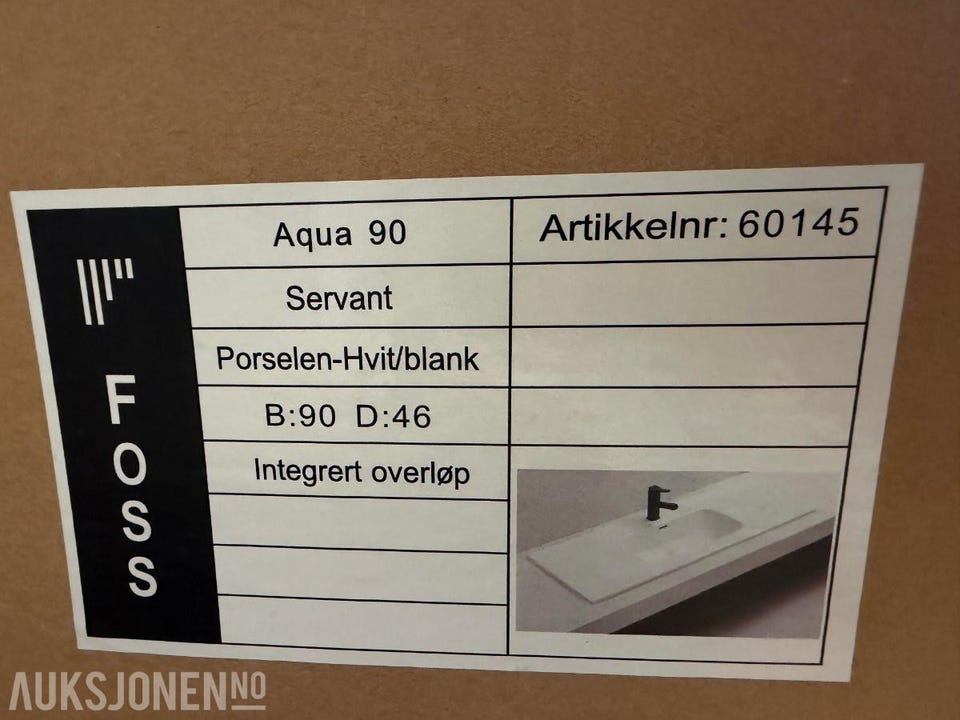 FOSS
Aqua 90
Artikkelnr: 60145
Servant
Porselen-Hvit/blank
B:90 D:46
Integrert overløp
AUKSJONEN NO